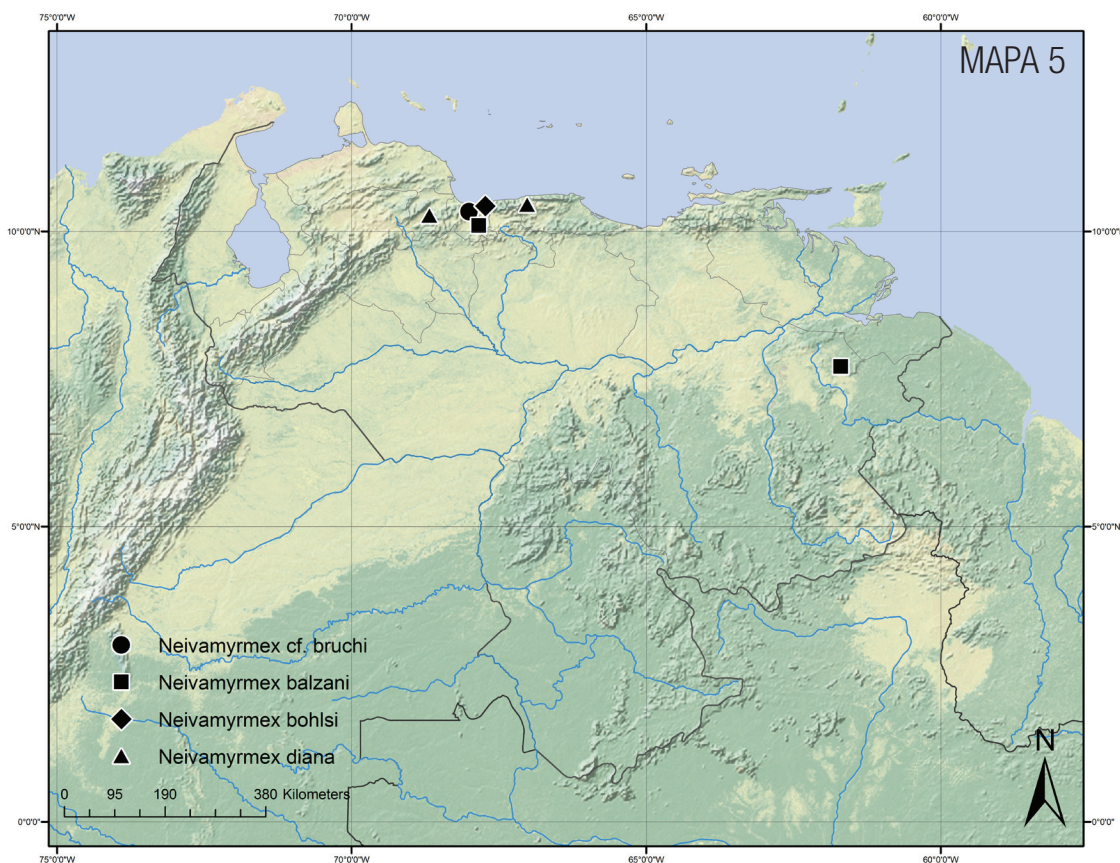 75°0'0"W 70°0'0"W 65°0'0"W 60°0'0"W
MAPA 5
10°0'0"N 10°0'0"N
5°0'0"N 5°0'0"N
Neivamyrmex cf. bruchi
Neivamyrmex balzani
Neivamyrmex bohlsi
Neivamyrmex diana
N
0 95 190 380 Kilometers
0°0'0" 0°0'0"
75°0'0"W 70°0'0"W 65°0'0"W 60°0'0"W